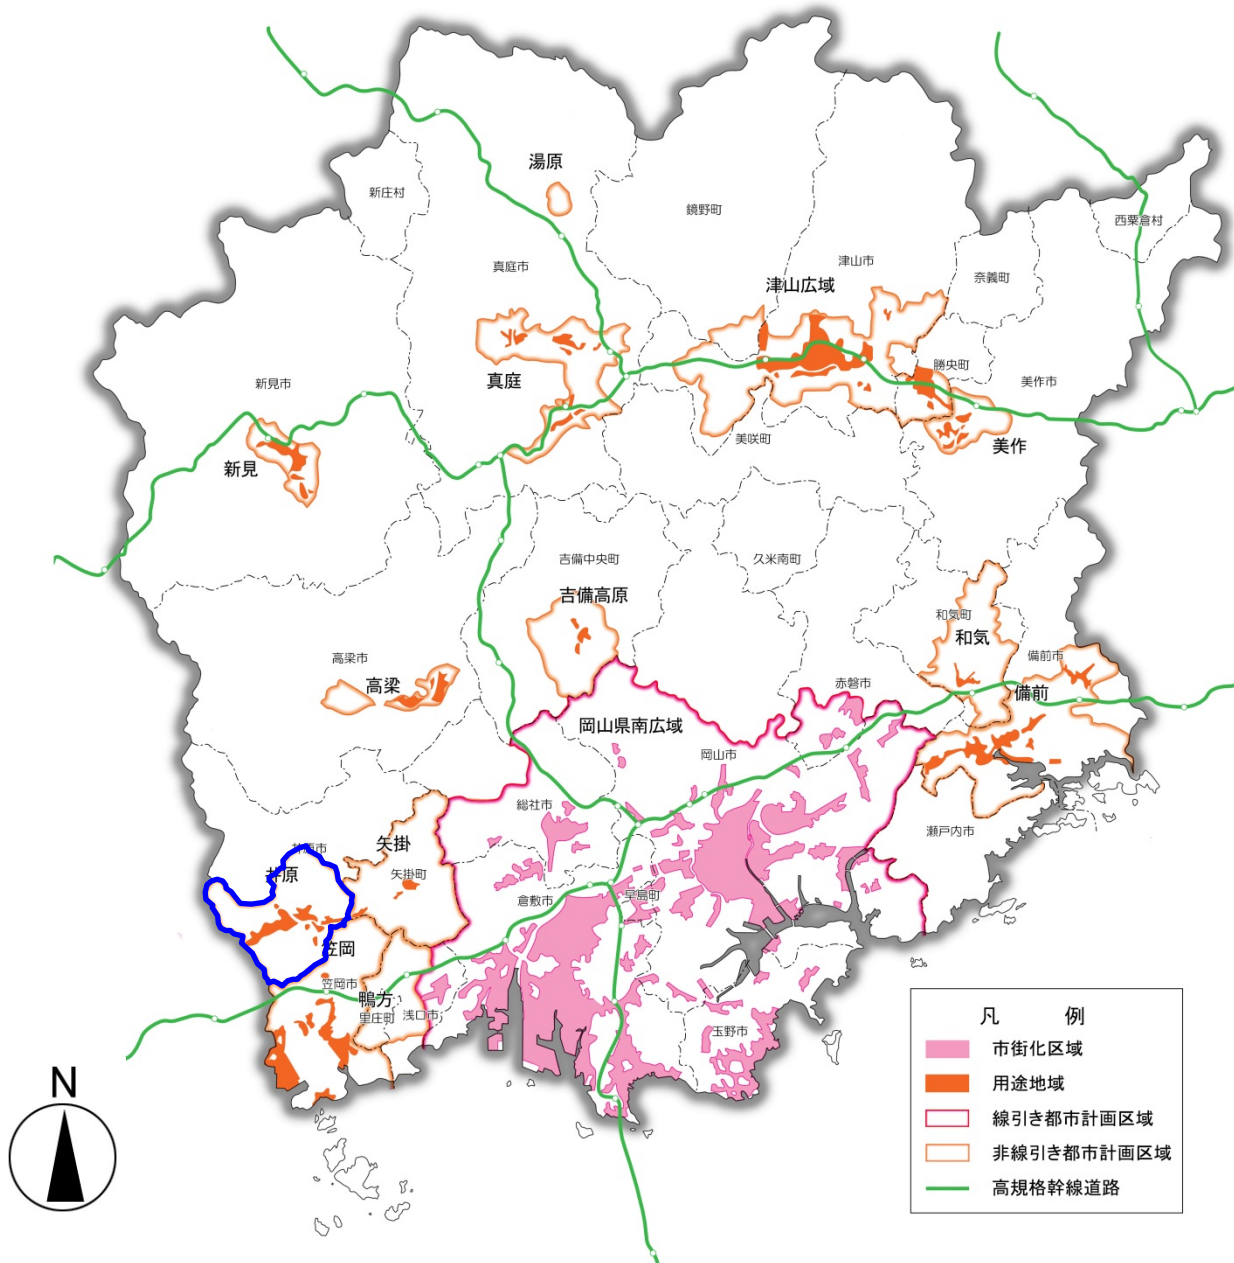 湯原
新庄村
鏡野町
西粟倉村
真庭市
津山市
奈義町
津山広域
新見市
真庭
勝央町
美作市
美咲町
美作
新見
吉備中央町
久米南町
吉備高原
和気町
和気
高梁市
高梁
備前市
赤磐市
備前
岡山県南広域
岡山市
総社市
瀬戸内市
矢掛
井原市
井原
矢掛町
倉敷市
早島町
笠岡
笠岡市
鴨方
里庄町
浅口市
玉野市
凡 例
市街化区域
用途地域
線引き都市計画区域
非線引き都市計画区域
高規格幹線道路
N